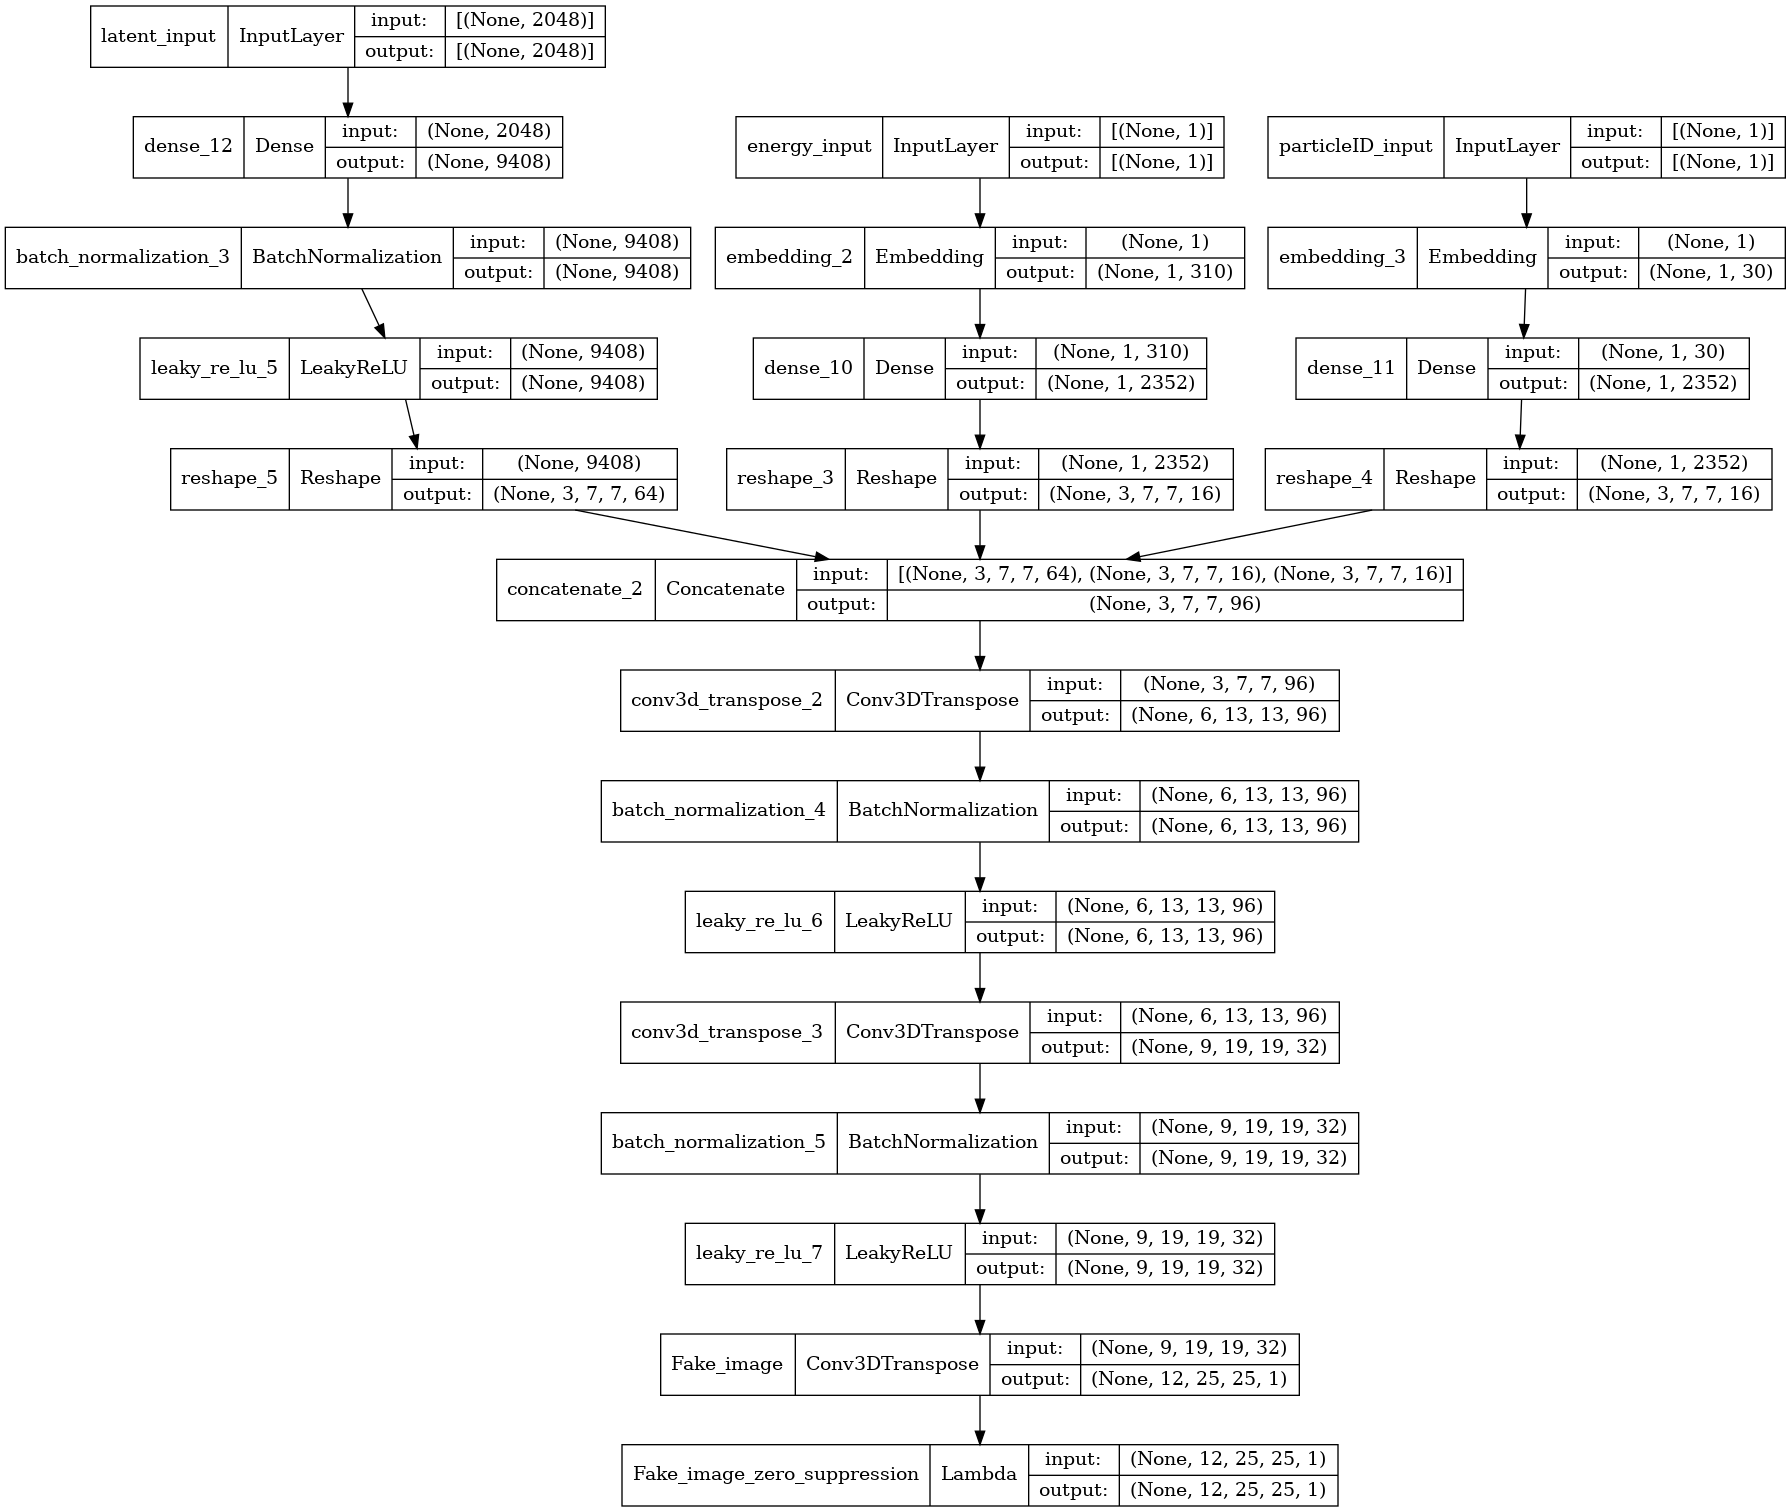 latent_input InputLayer input: [(None, 2048)]
output: [(None, 2048)]
dense_12 Dense input: (None, 2048)
output: (None, 9408)
energy_input InputLayer input: [(None, 1)]
output: [(None, 1)]
particleID_input InputLayer input: [(None, 1)]
output: [(None, 1)]
batch_normalization_3 BatchNormalization input: (None, 9408)
output: (None, 9408)
embedding_2 Embedding input: (None, 1)
output: (None, 1, 310)
embedding_3 Embedding input: (None, 1)
output: (None, 1, 30)
leaky_re_lu_5 LeakyReLU input: (None, 9408)
output: (None, 9408)
dense_10 Dense input: (None, 1, 310)
output: (None, 1, 2352)
dense_11 Dense input: (None, 1, 30)
output: (None, 1, 2352)
reshape_5 Reshape input: (None, 9408)
output: (None, 3, 7, 7, 64)
reshape_3 Reshape input: (None, 1, 2352)
output: (None, 3, 7, 7, 16)
reshape_4 Reshape input: (None, 1, 2352)
output: (None, 3, 7, 7, 16)
concatenate_2 Concatenate input: [(None, 3, 7, 7, 64), (None, 3, 7, 7, 16), (None, 3, 7, 7, 16)]
output: (None, 3, 7, 7, 96)
conv3d_transpose_2 Conv3DTranspose input: (None, 3, 7, 7, 96)
output: (None, 6, 13, 13, 96)
batch_normalization_4 BatchNormalization input: (None, 6, 13, 13, 96)
output: (None, 6, 13, 13, 96)
leaky_re_lu_6 LeakyReLU input: (None, 6, 13, 13, 96)
output: (None, 6, 13, 13, 96)
conv3d_transpose_3 Conv3DTranspose input: (None, 6, 13, 13, 96)
output: (None, 9, 19, 19, 32)
batch_normalization_5 BatchNormalization input: (None, 9, 19, 19, 32)
output: (None, 9, 19, 19, 32)
leaky_re_lu_7 LeakyReLU input: (None, 9, 19, 19, 32)
output: (None, 9, 19, 19, 32)
Fake_image Conv3DTranspose input: (None, 9, 19, 19, 32)
output: (None, 12, 25, 25, 1)
Fake_image_zero_suppression Lambda input: (None, 12, 25, 25, 1)
output: (None, 12, 25, 25, 1)